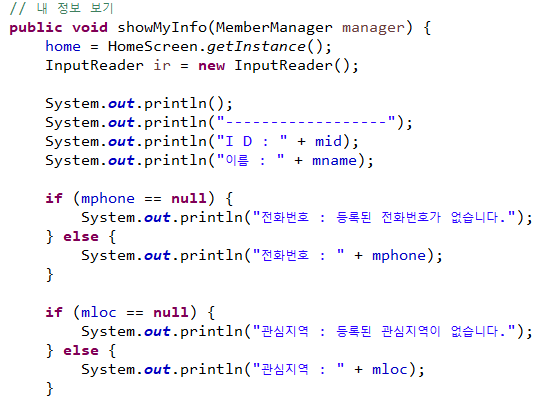 // 내 정보 보기
public void showMyInfo(MemberManager manager) {
    home = HomeScreen.getInstance();
    InputReader ir = new InputReader();

    System.out.println();
    System.out.println("------------------");
    System.out.println("I D : " + mid);
    System.out.println("이름 : " + mname);

    if (mphone == null) {
        System.out.println("전화번호 : 등록된 전화번호가 없습니다.");
    } else {
        System.out.println("전화번호 : " + mphone);
    }

    if (mloc == null) {
        System.out.println("관심지역 : 등록된 관심지역이 없습니다.");
    } else {
        System.out.println("관심지역 : " + mloc);
    }